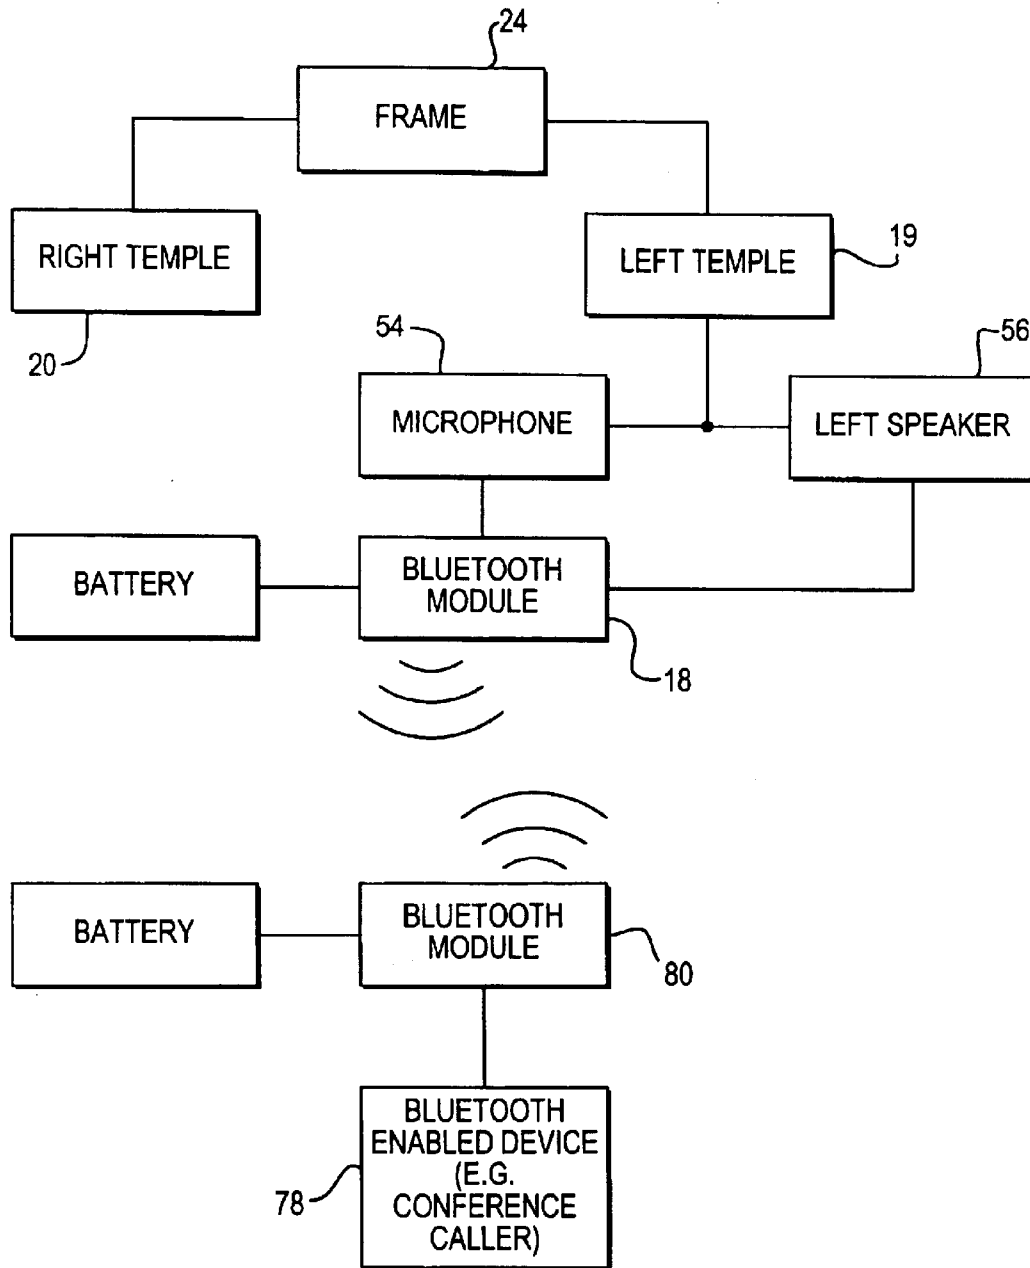 24
FRAME
RIGHT TEMPLE
LEFT TEMPLE
19
20
54
56
MICROPHONE
LEFT SPEAKER
BATTERY
BLUETOOTH
MODULE
18
BATTERY
BLUETOOTH
MODULE
80
BLUETOOTH
ENABLED DEVICE
(E.G.
CONFERENCE
CALLER)
78